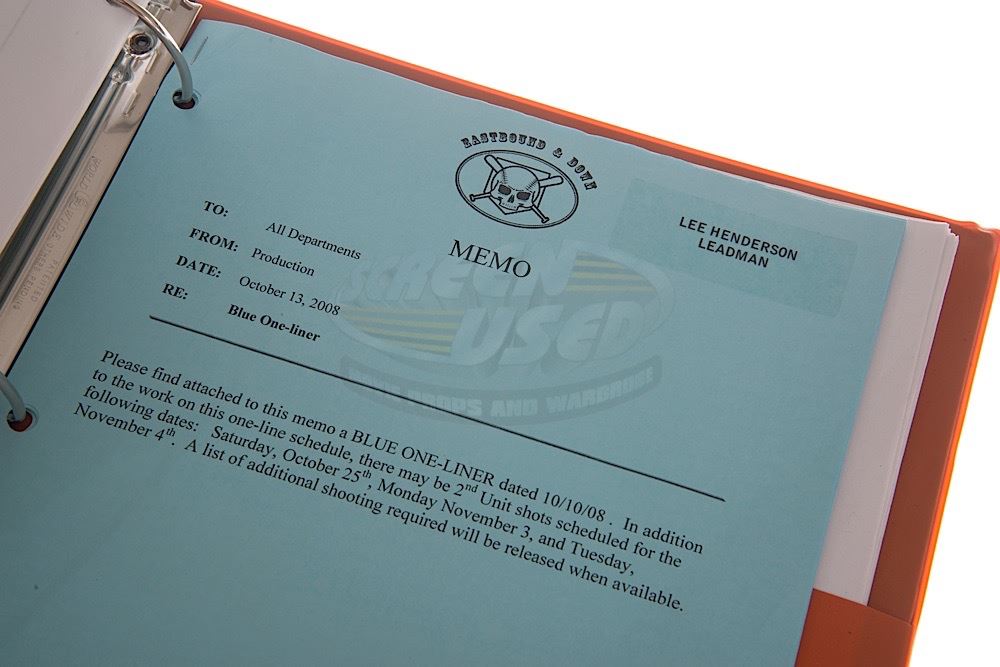 EASTBOUND & DOWN
LEE HENDERSON
LEADMAN
MEMO
TO: All Departments
FROM: Production
DATE: October 13, 2008
RE: Blue One-liner
Please find attached to this memo a BLUE ONE-LINER dated 10/10/08 . In addition
to the work on this one-line schedule, there may be 2nd Unit shots scheduled for the
following dates: Saturday, October 25th, Monday November 3, and Tuesday,
November 4th. A list of additional shooting required will be released when available.
SCREEN
USED
PROPS AND WARDROBE